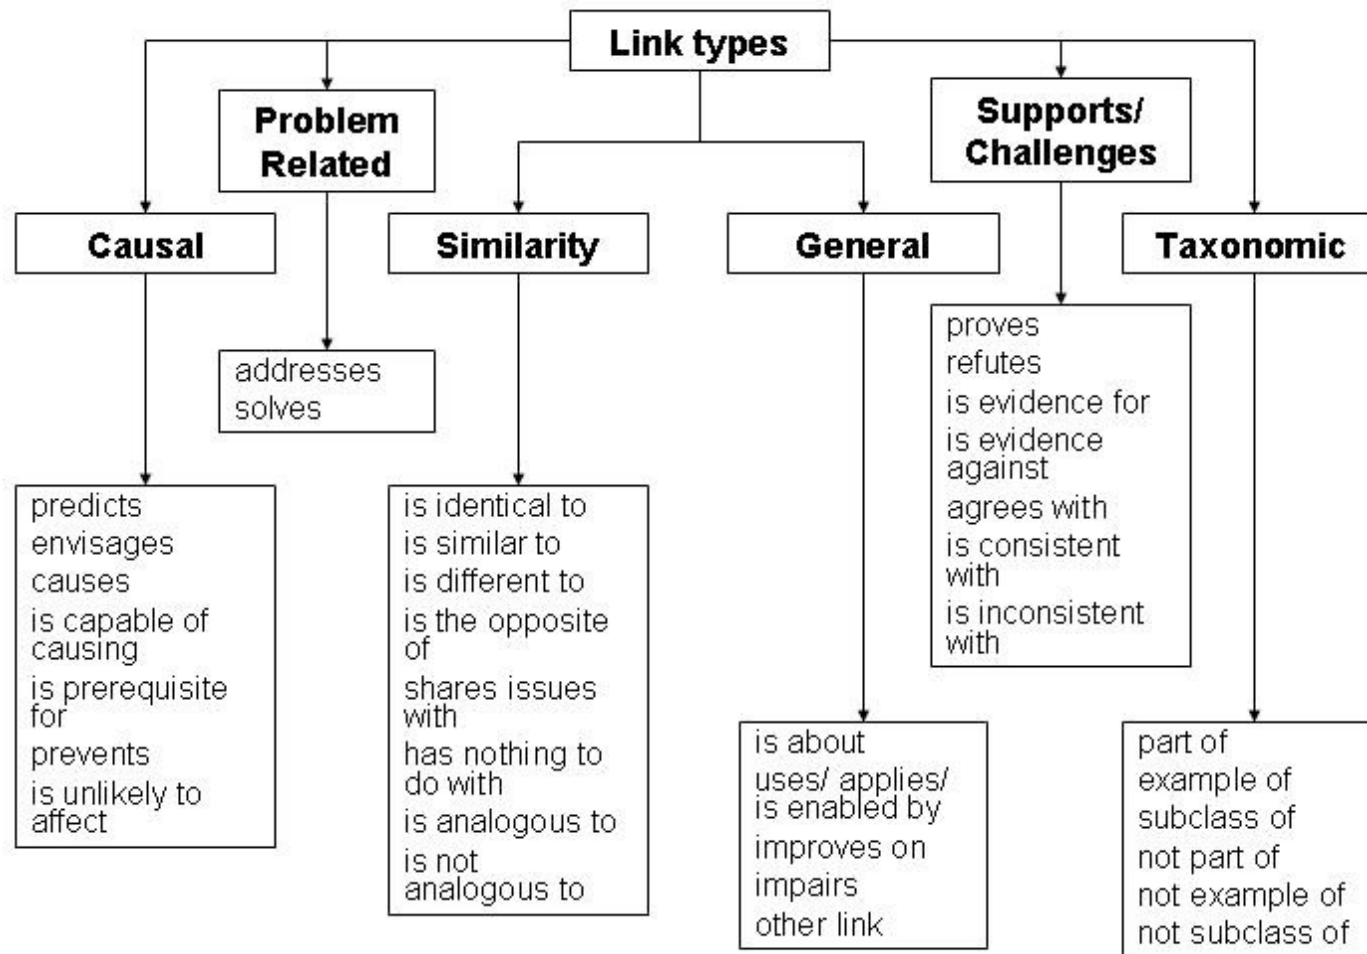 Link types
Problem
Related
Supports/
Challenges
Causal
Similarity
General
Taxonomic
addresses
solves
proves
refutes
is evidence for
is evidence
against
agrees with
is consistent
with
is inconsistent
with
predicts
envisages
causes
is capable of
causing
is prerequisite
for
prevents
is unlikely to
affect
is identical to
is similar to
is different to
is the opposite
of
shares issues
with
has nothing to
do with
is analogous to
is not
analogous to
is about
uses/ applies/
is enabled by
improves on
impairs
other link
part of
example of
subclass of
not part of
not example of
not subclass of